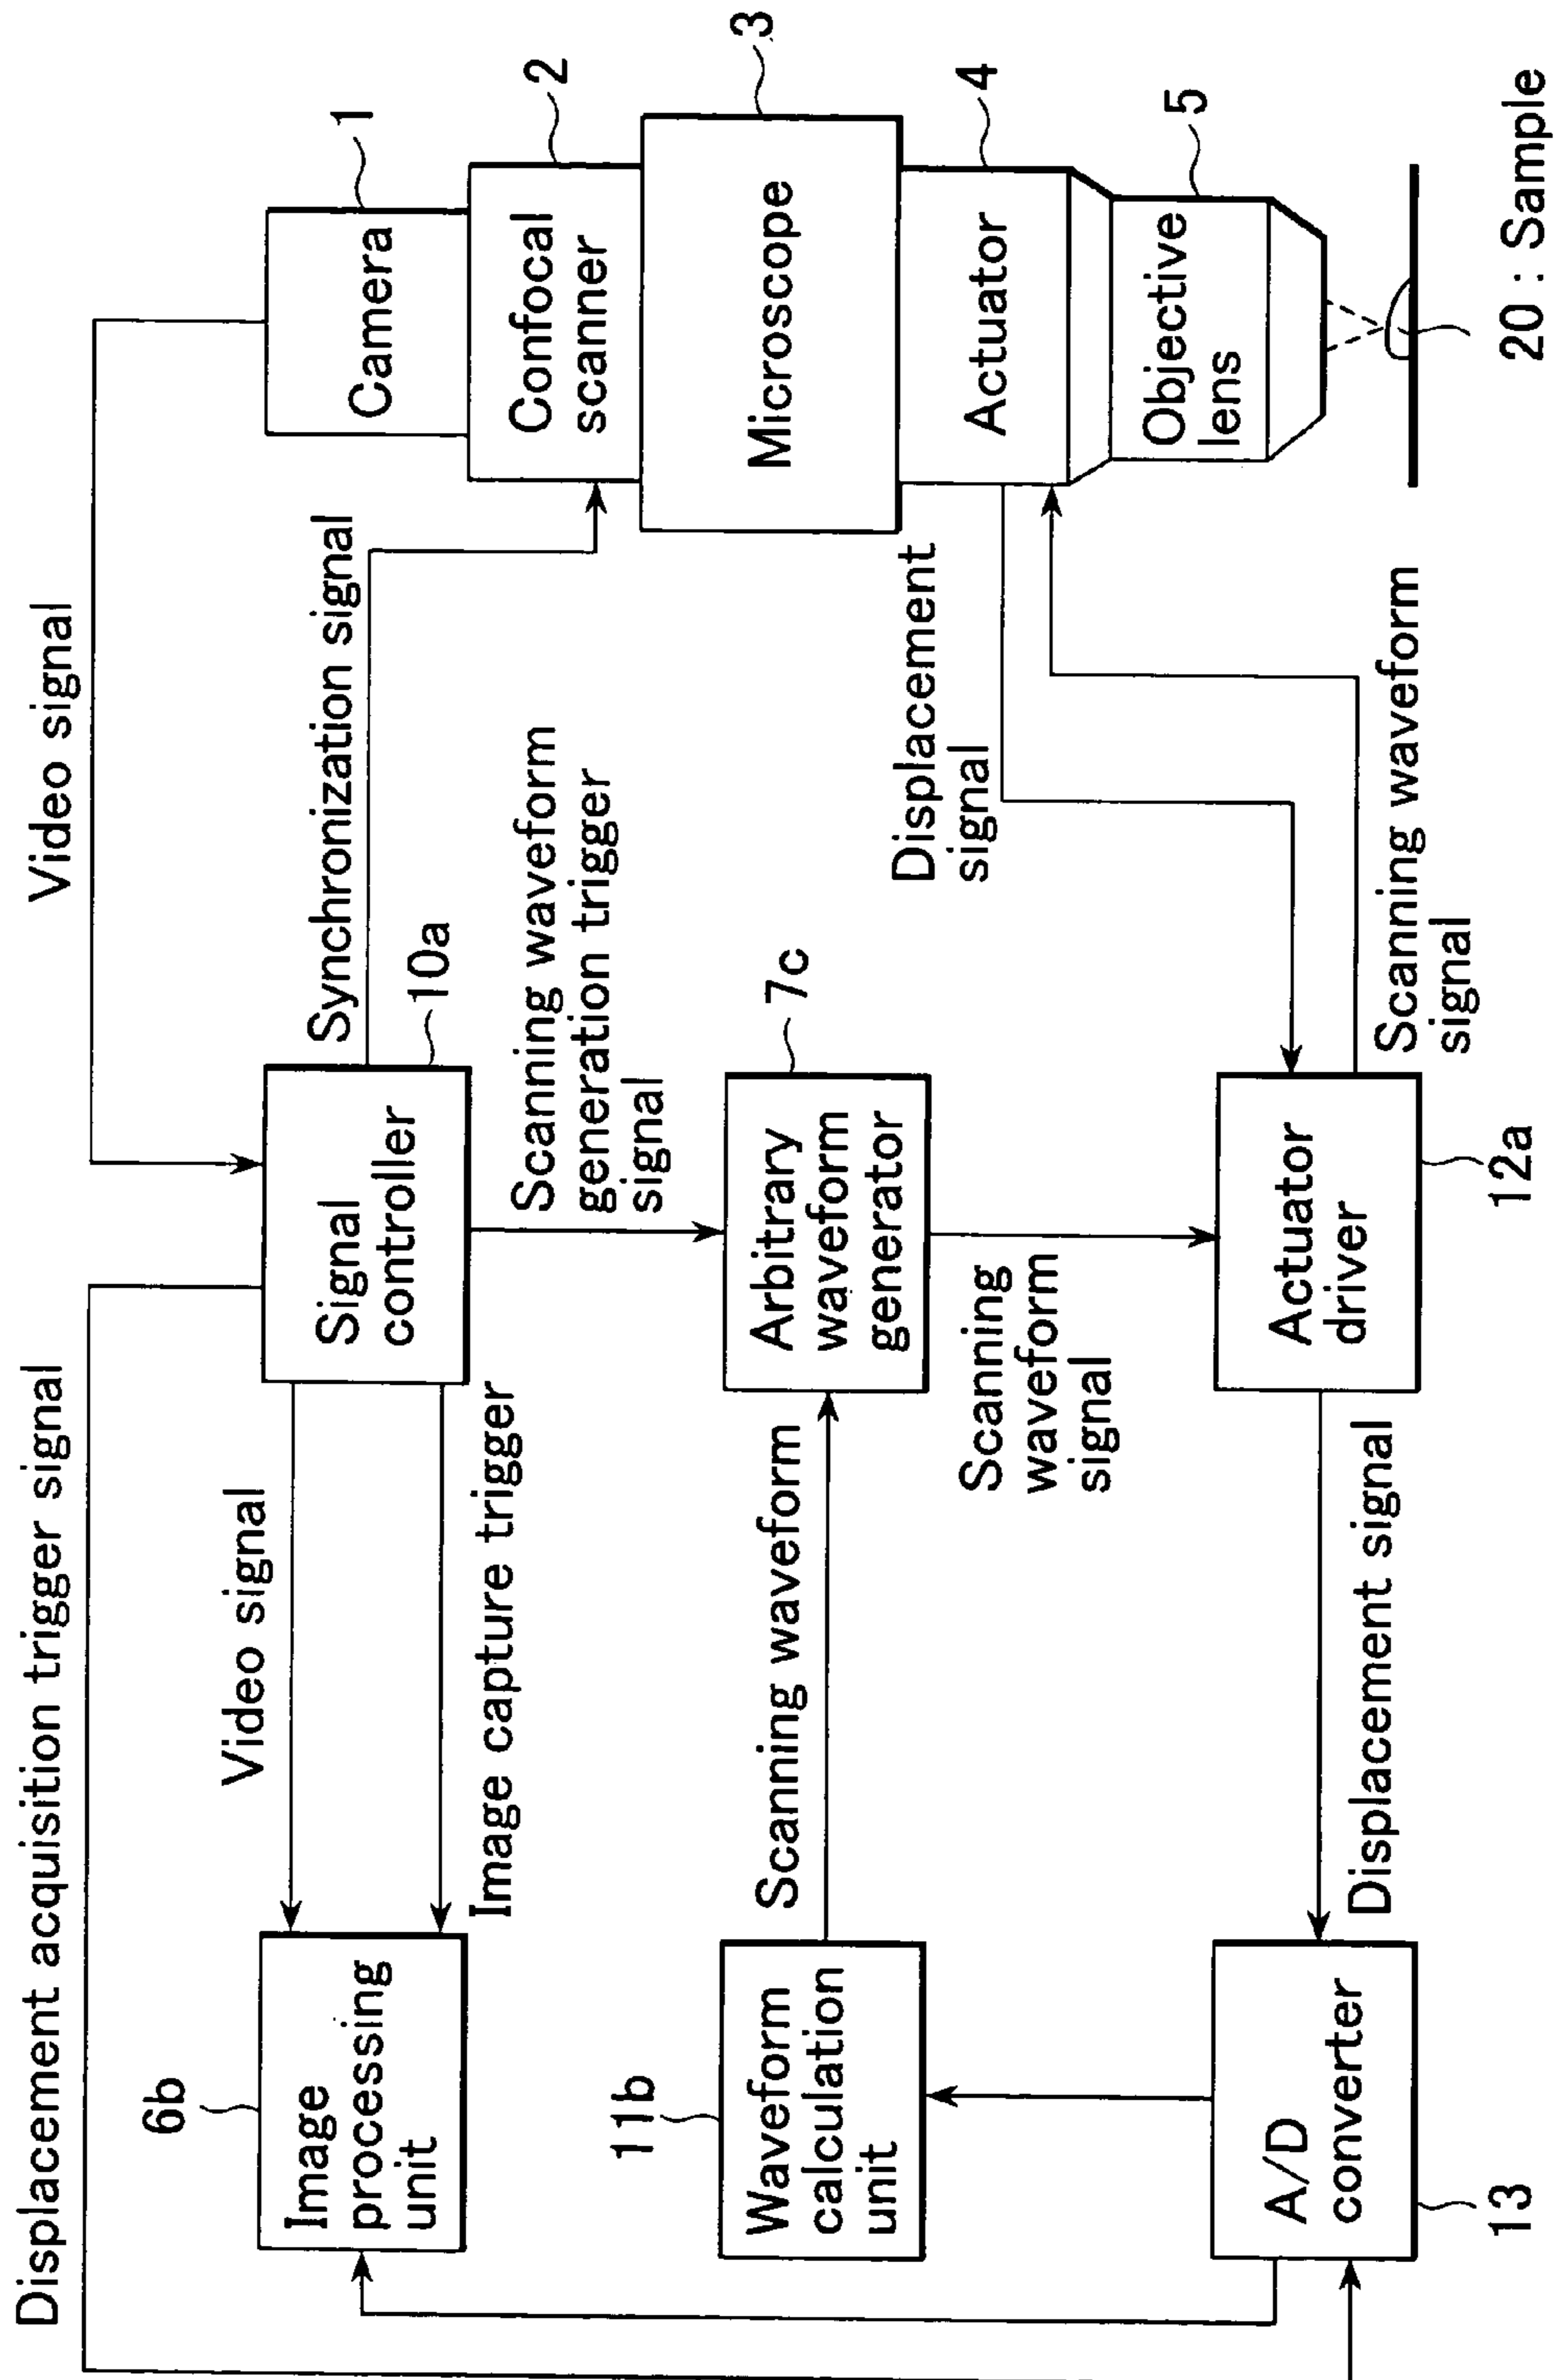 Displacement acquisition trigger signal
Video signal
Video signal
Image capture trigger
Synchronization signal
6b
Image
processing
unit
Signal
controller
10a
Camera
1
Confocal
scanner
2
Scanning waveform
generation trigger
signal
Microscope
3
11b
Waveform
calculation
unit
Scanning waveform
Arbitrary
waveform
generator
7c
Scanning
waveform
signal
Displacement
signal
Actuator
4
Objective
lens
5
A/D
converter
13
Displacement signal
Actuator
driver
12a
Scanning waveform
signal
20 : Sample